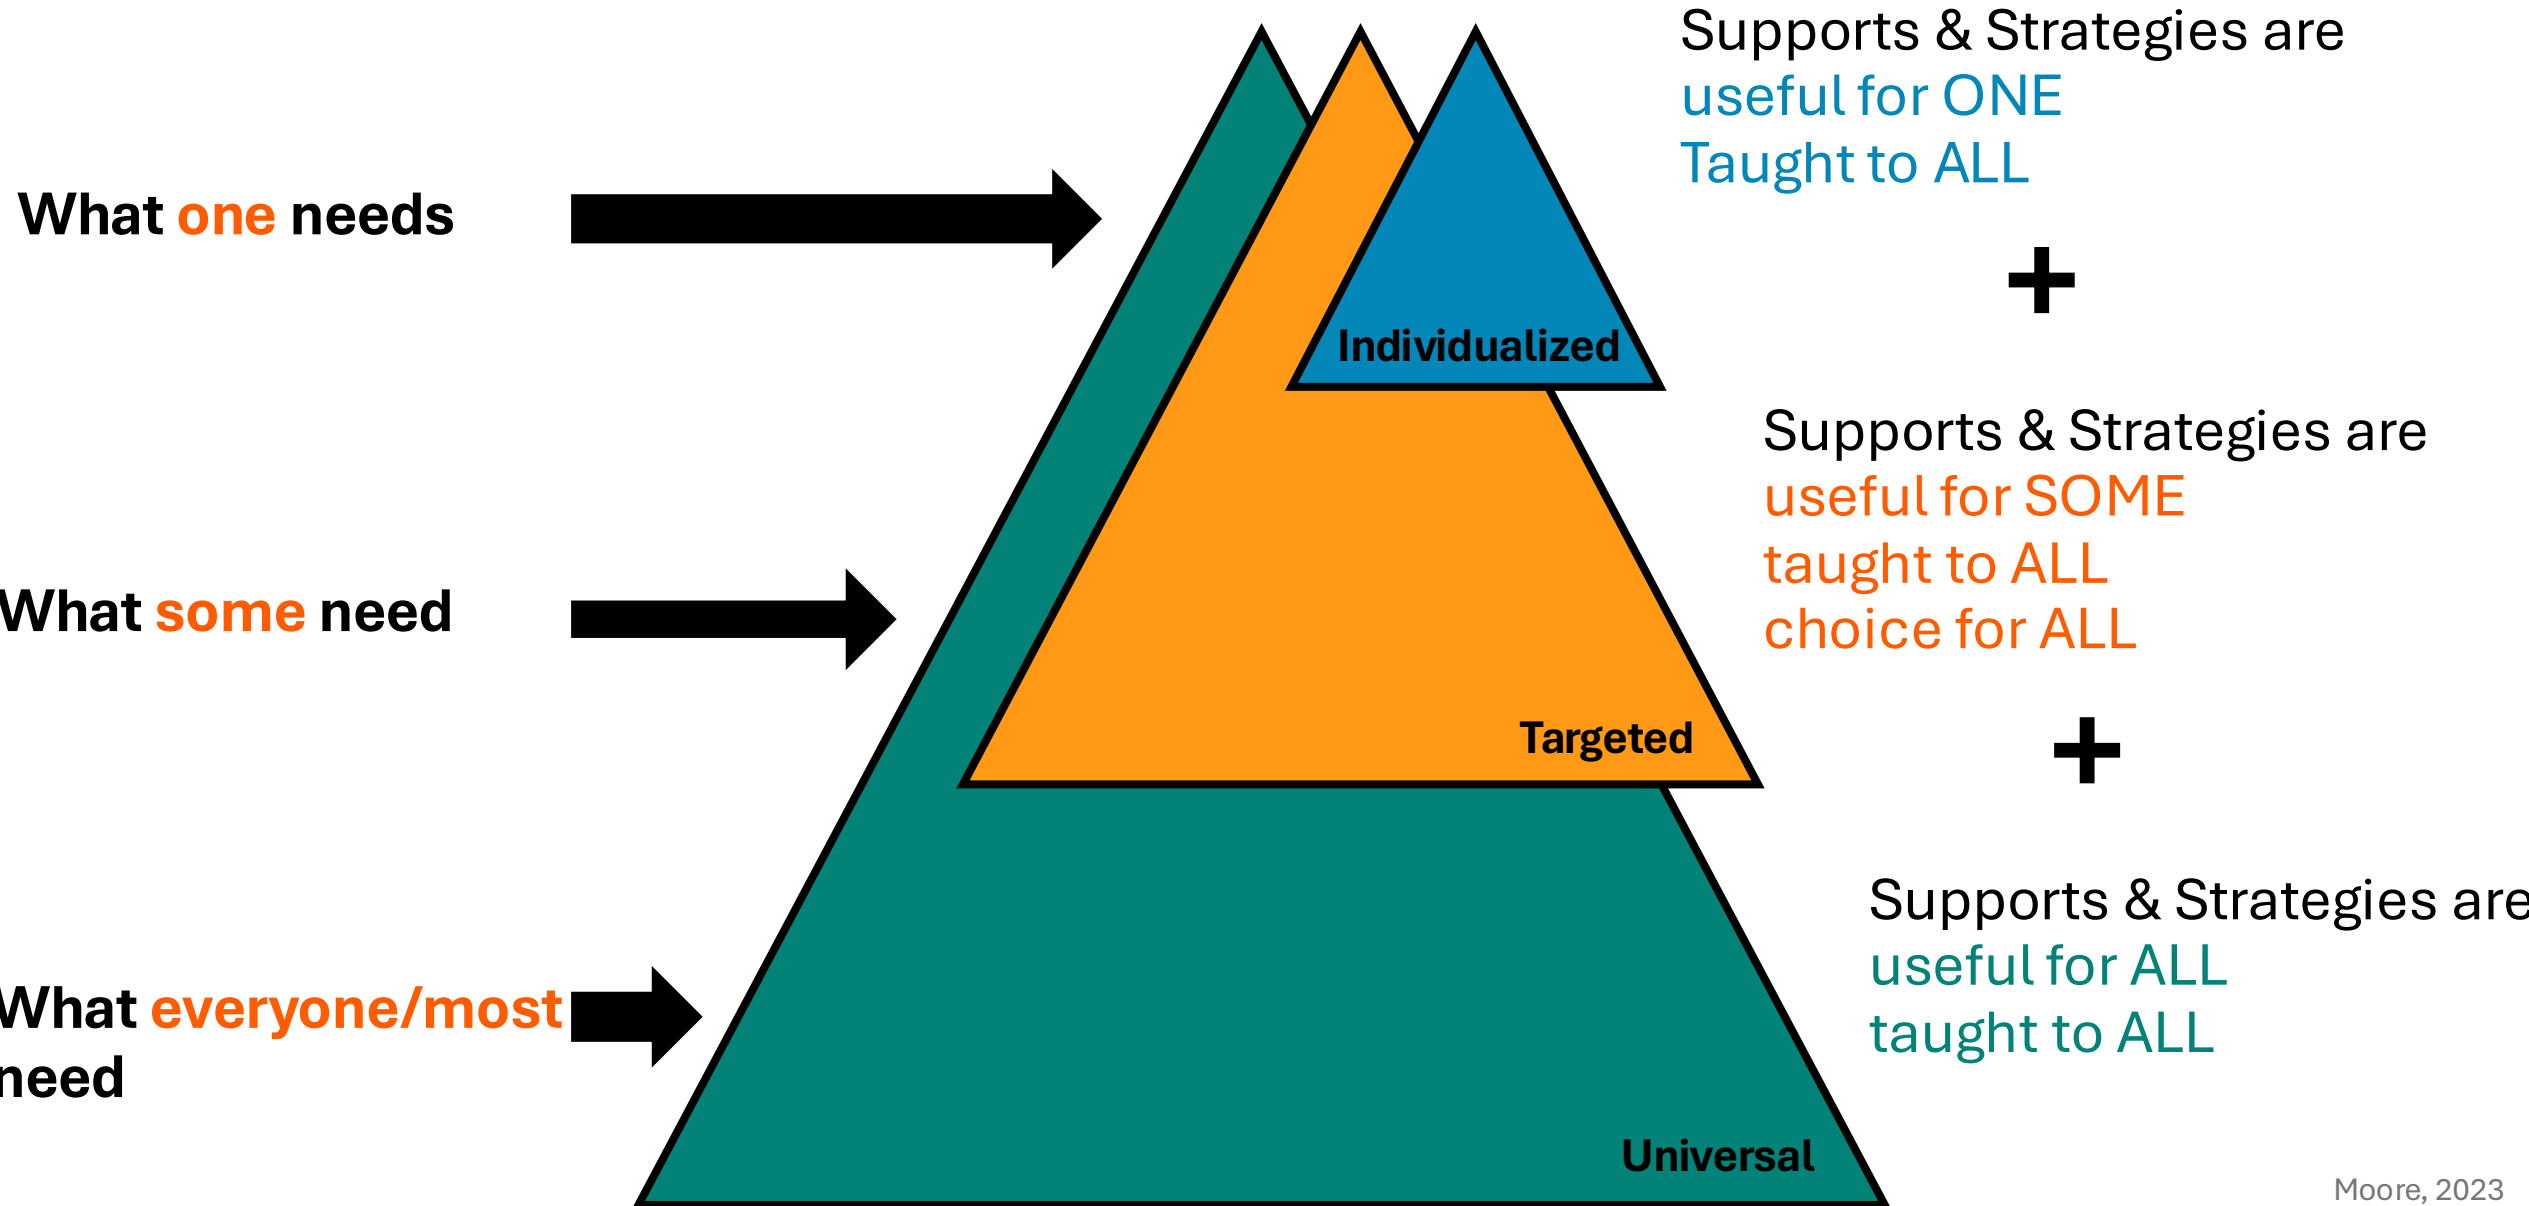 Supports & Strategies are
useful for ONE
Taught to ALL
What one needs
+
Individualized
Supports & Strategies are
useful for SOME
taught to ALL
choice for ALL
What some need
Targeted
+
Supports & Strategies are
useful for ALL
taught to ALL
What everyone/most
need
Universal
Moore, 2023